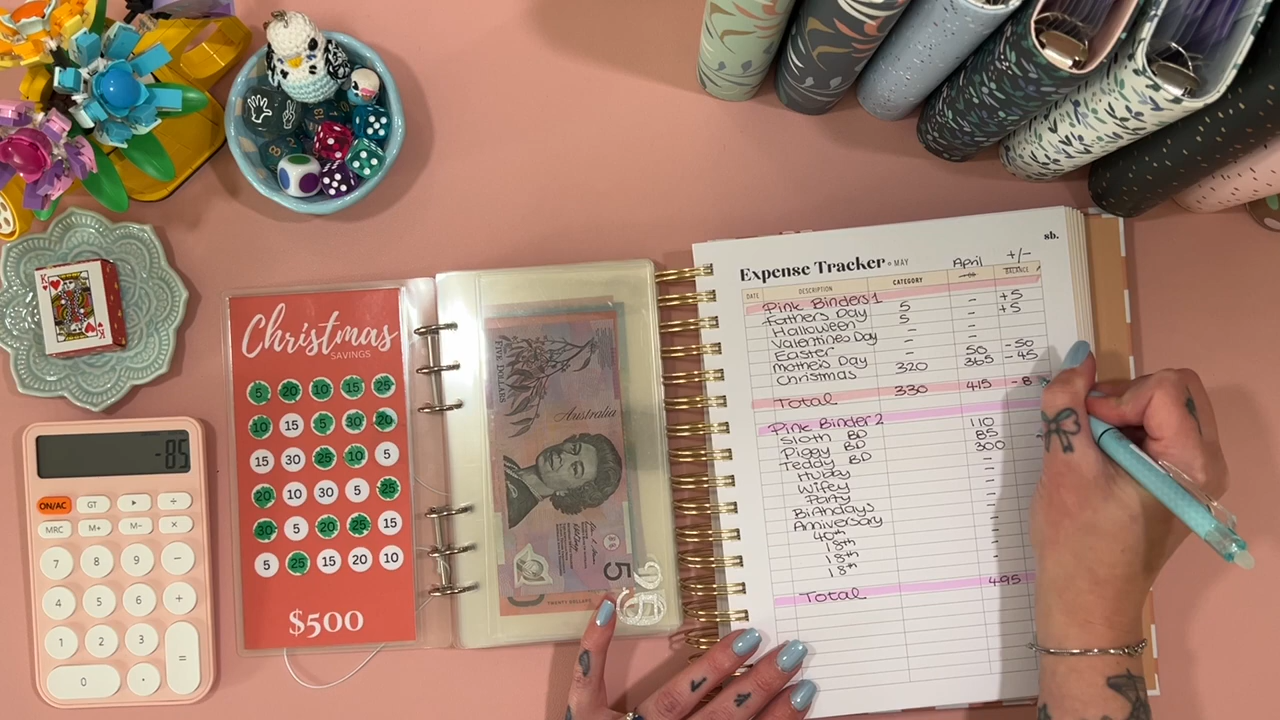 -85
ON/AC GT ► ÷
MRC M+ M− ×
7 8 9 −
4 5 6 +
1 2 3 =
0 ·
K
K
Christmas
SAVINGS
5 20 10 15 25
10 15 5 30 20
15 30 25 10 5
20 10 30 5 25
30 5 20 25 15
5 25 15 20 10
$500
FIVE DOLLARS
Australia
5
TWENTY DOLLARS
25
sb.
Expense Tracker • MAY
April +/-
DATE DESCRIPTION CATEGORY BALANCE
Pink Binders 1
Fathers Day 5 - +5
Halloween 5 - +5
Valentines Day - -
Easter - -
Mothers Day - 50 -50
Christmas 320 365 -45
Total 330 415 -8
Pink Binder 2
Sloth BD 110
Piggy BD 85
Teddy BD 300
Hubby -
Wifey -
Party -
Birthdays -
Anniversary -
40th -
18th -
18th -
18th -
Total 495